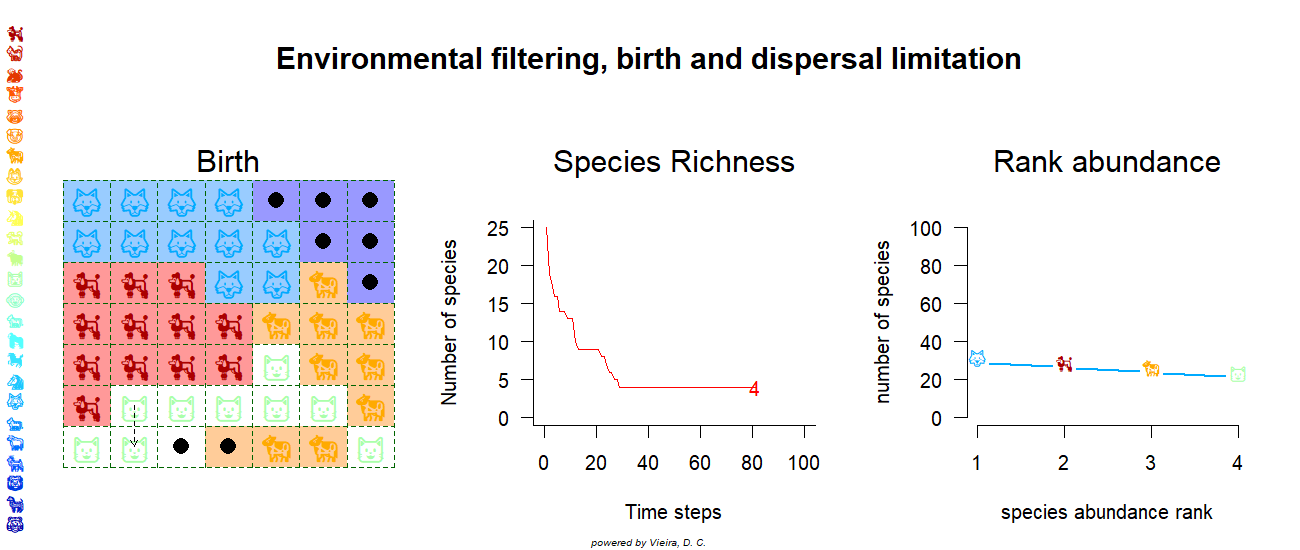 Environmental filtering, birth and dispersal limitation
Birth
Species Richness
Rank abundance
Number of species
25
20
15
10
5
0
4
0 20 40 60 80 100
Time steps
number of species
100
80
60
40
20
0
1 2 3 4
species abundance rank
powered by Vieira, D. C.